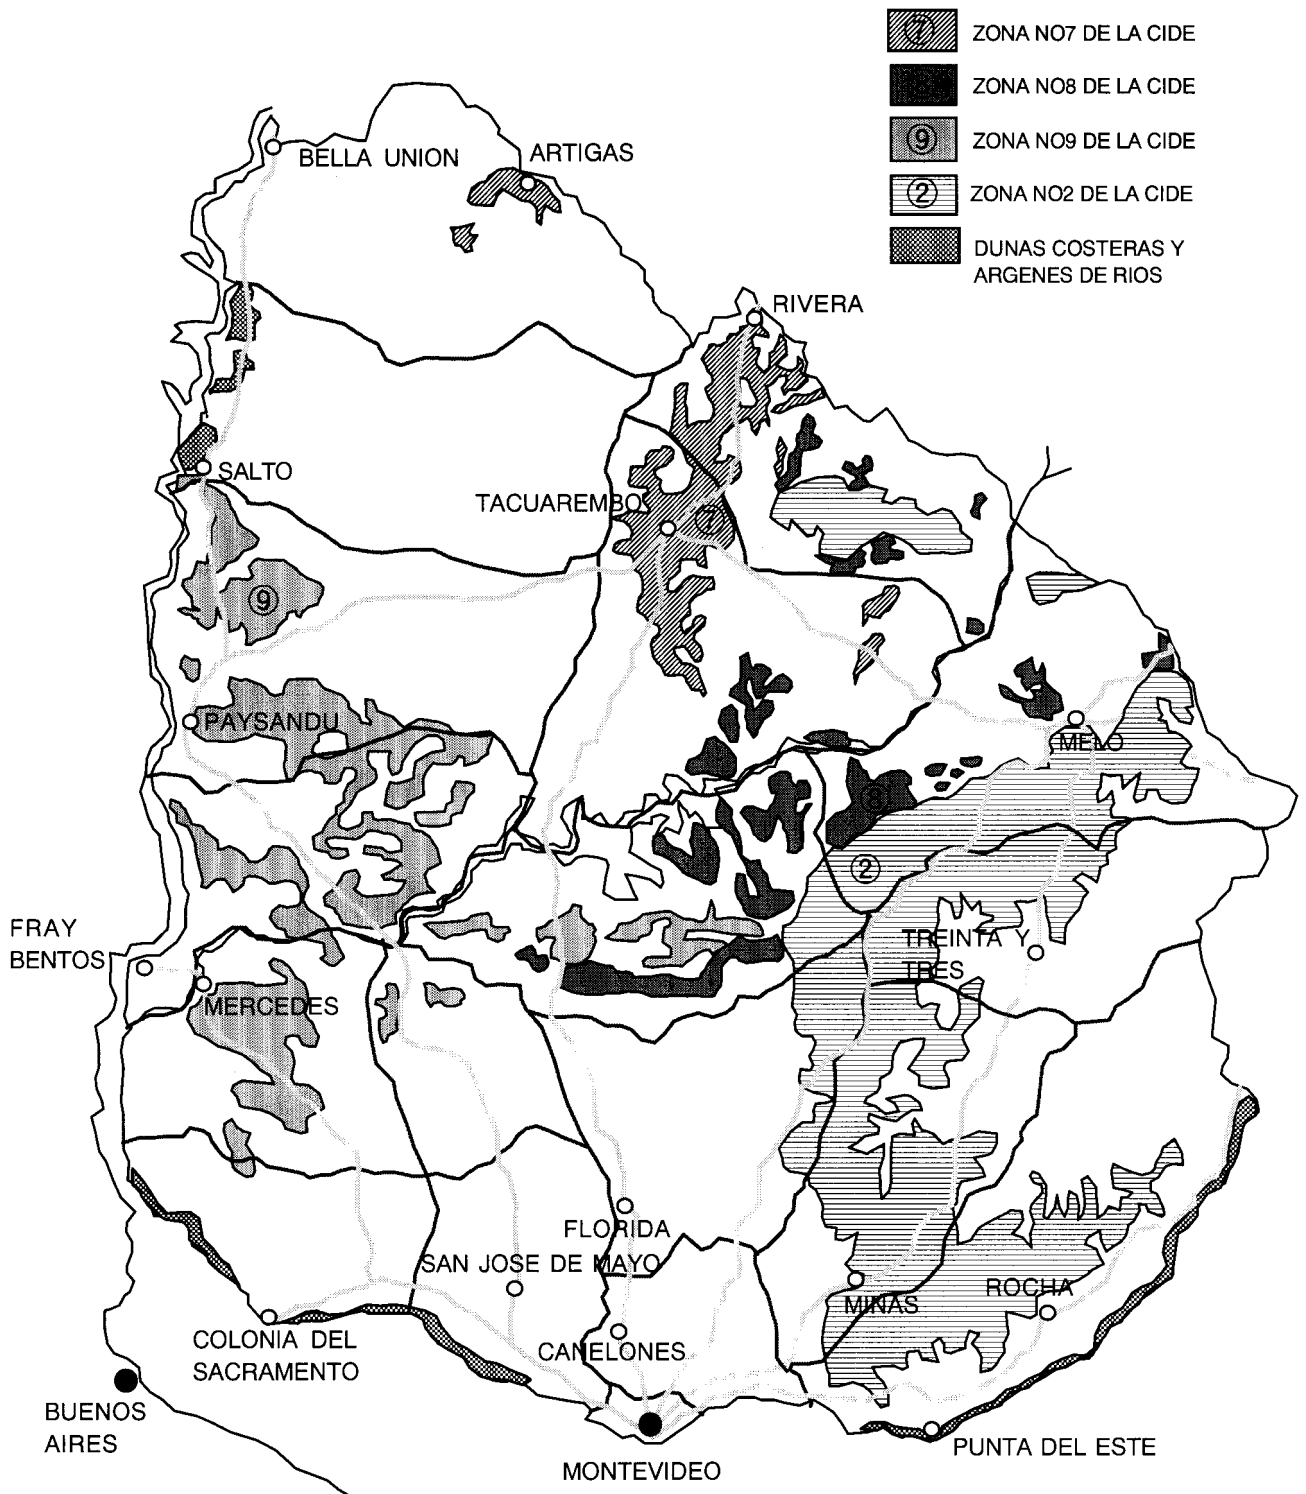 ⑦ ZONA NO7 DE LA CIDE
8 ZONA NO8 DE LA CIDE
⑨ ZONA NO9 DE LA CIDE
② ZONA NO2 DE LA CIDE
DUNAS COSTERAS Y
ARGENES DE RIOS
BELLA UNION
ARTIGAS
RIVERA
SALTO
TACUAREMBO
⑦
⑨
PAYSANDU
MELO
⑧
②
FRAY
BENTOS
TREINTA Y
TRES
MERCEDES
FLORIDA
SAN JOSE DE MAYO
ROCHA
MINAS
COLONIA DEL
SACRAMENTO
CANELONES
BUENOS
AIRES
PUNTA DEL ESTE
MONTEVIDEO